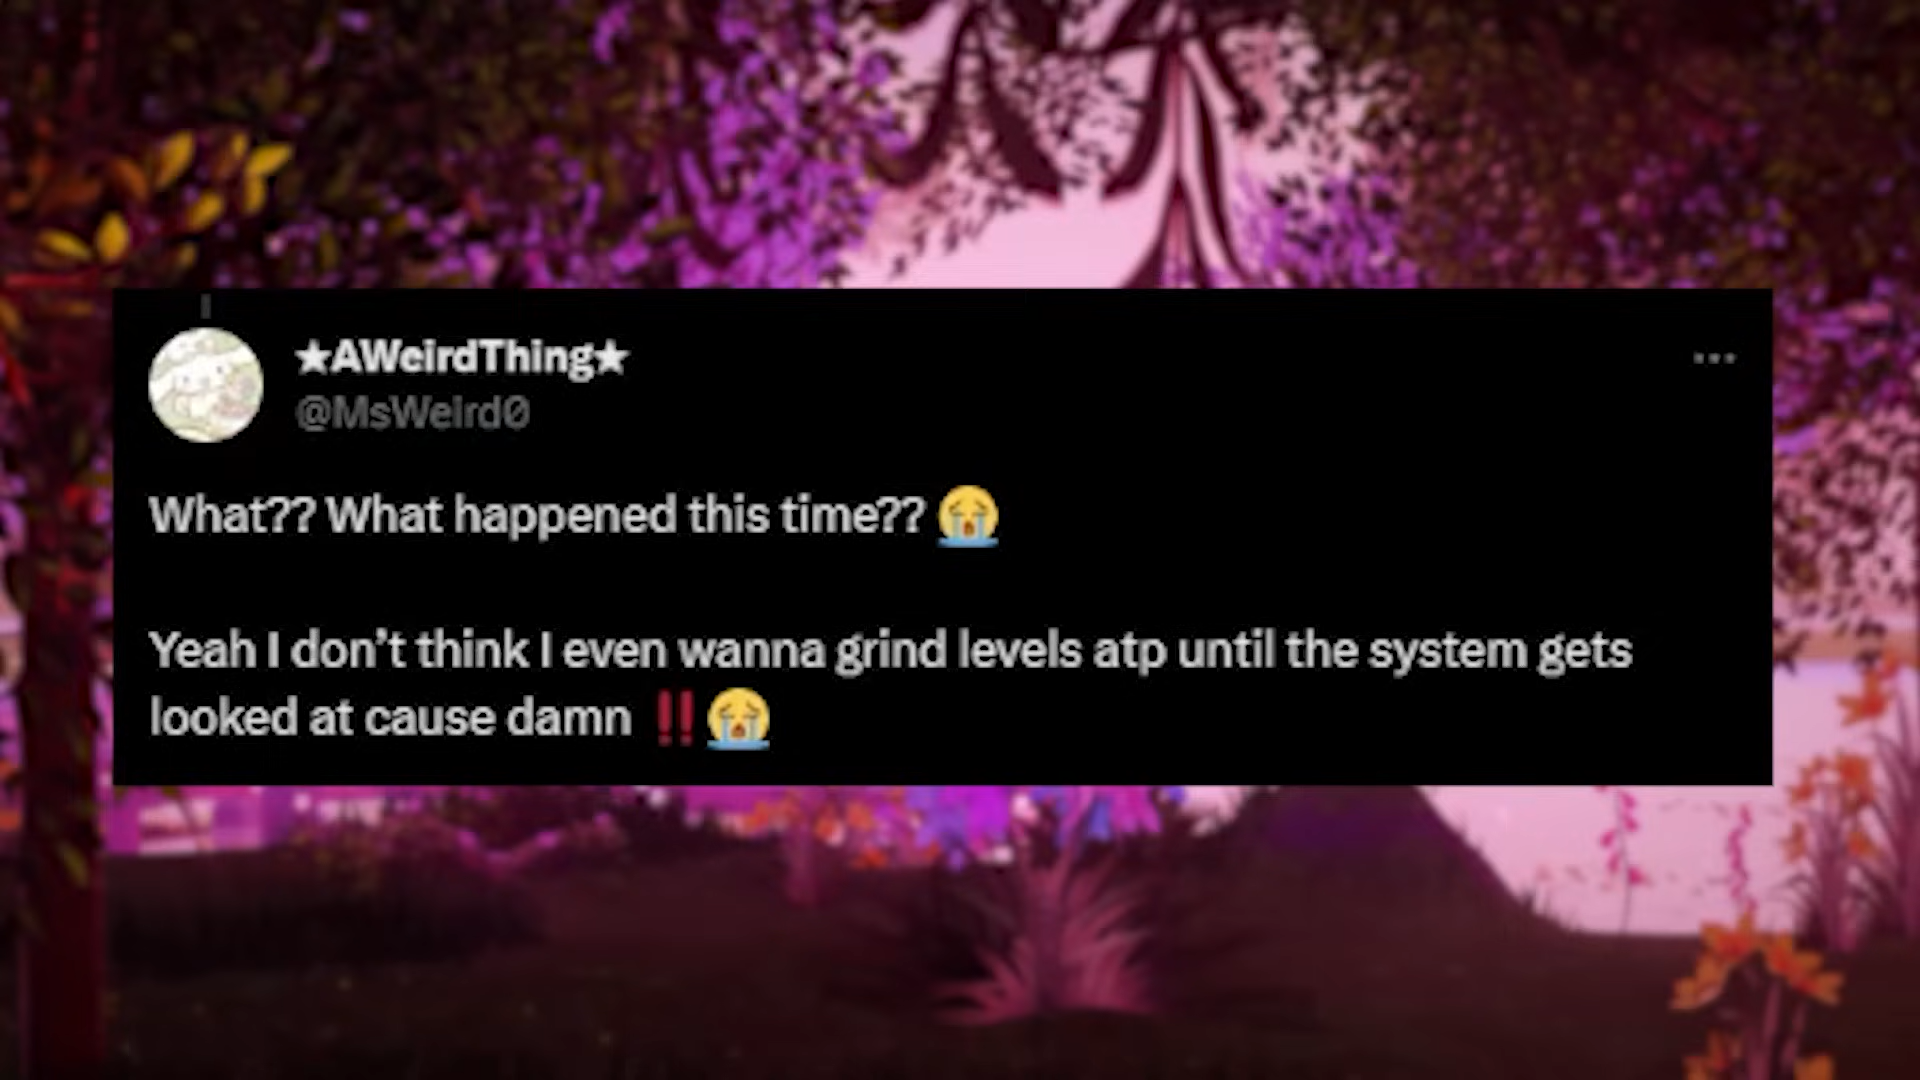 ★AWeirdThing★
@MsWeird0
What?? What happened this time?? 😭
Yeah I don’t think I even wanna grind levels atp until the system gets
looked at cause damn ‼️😭